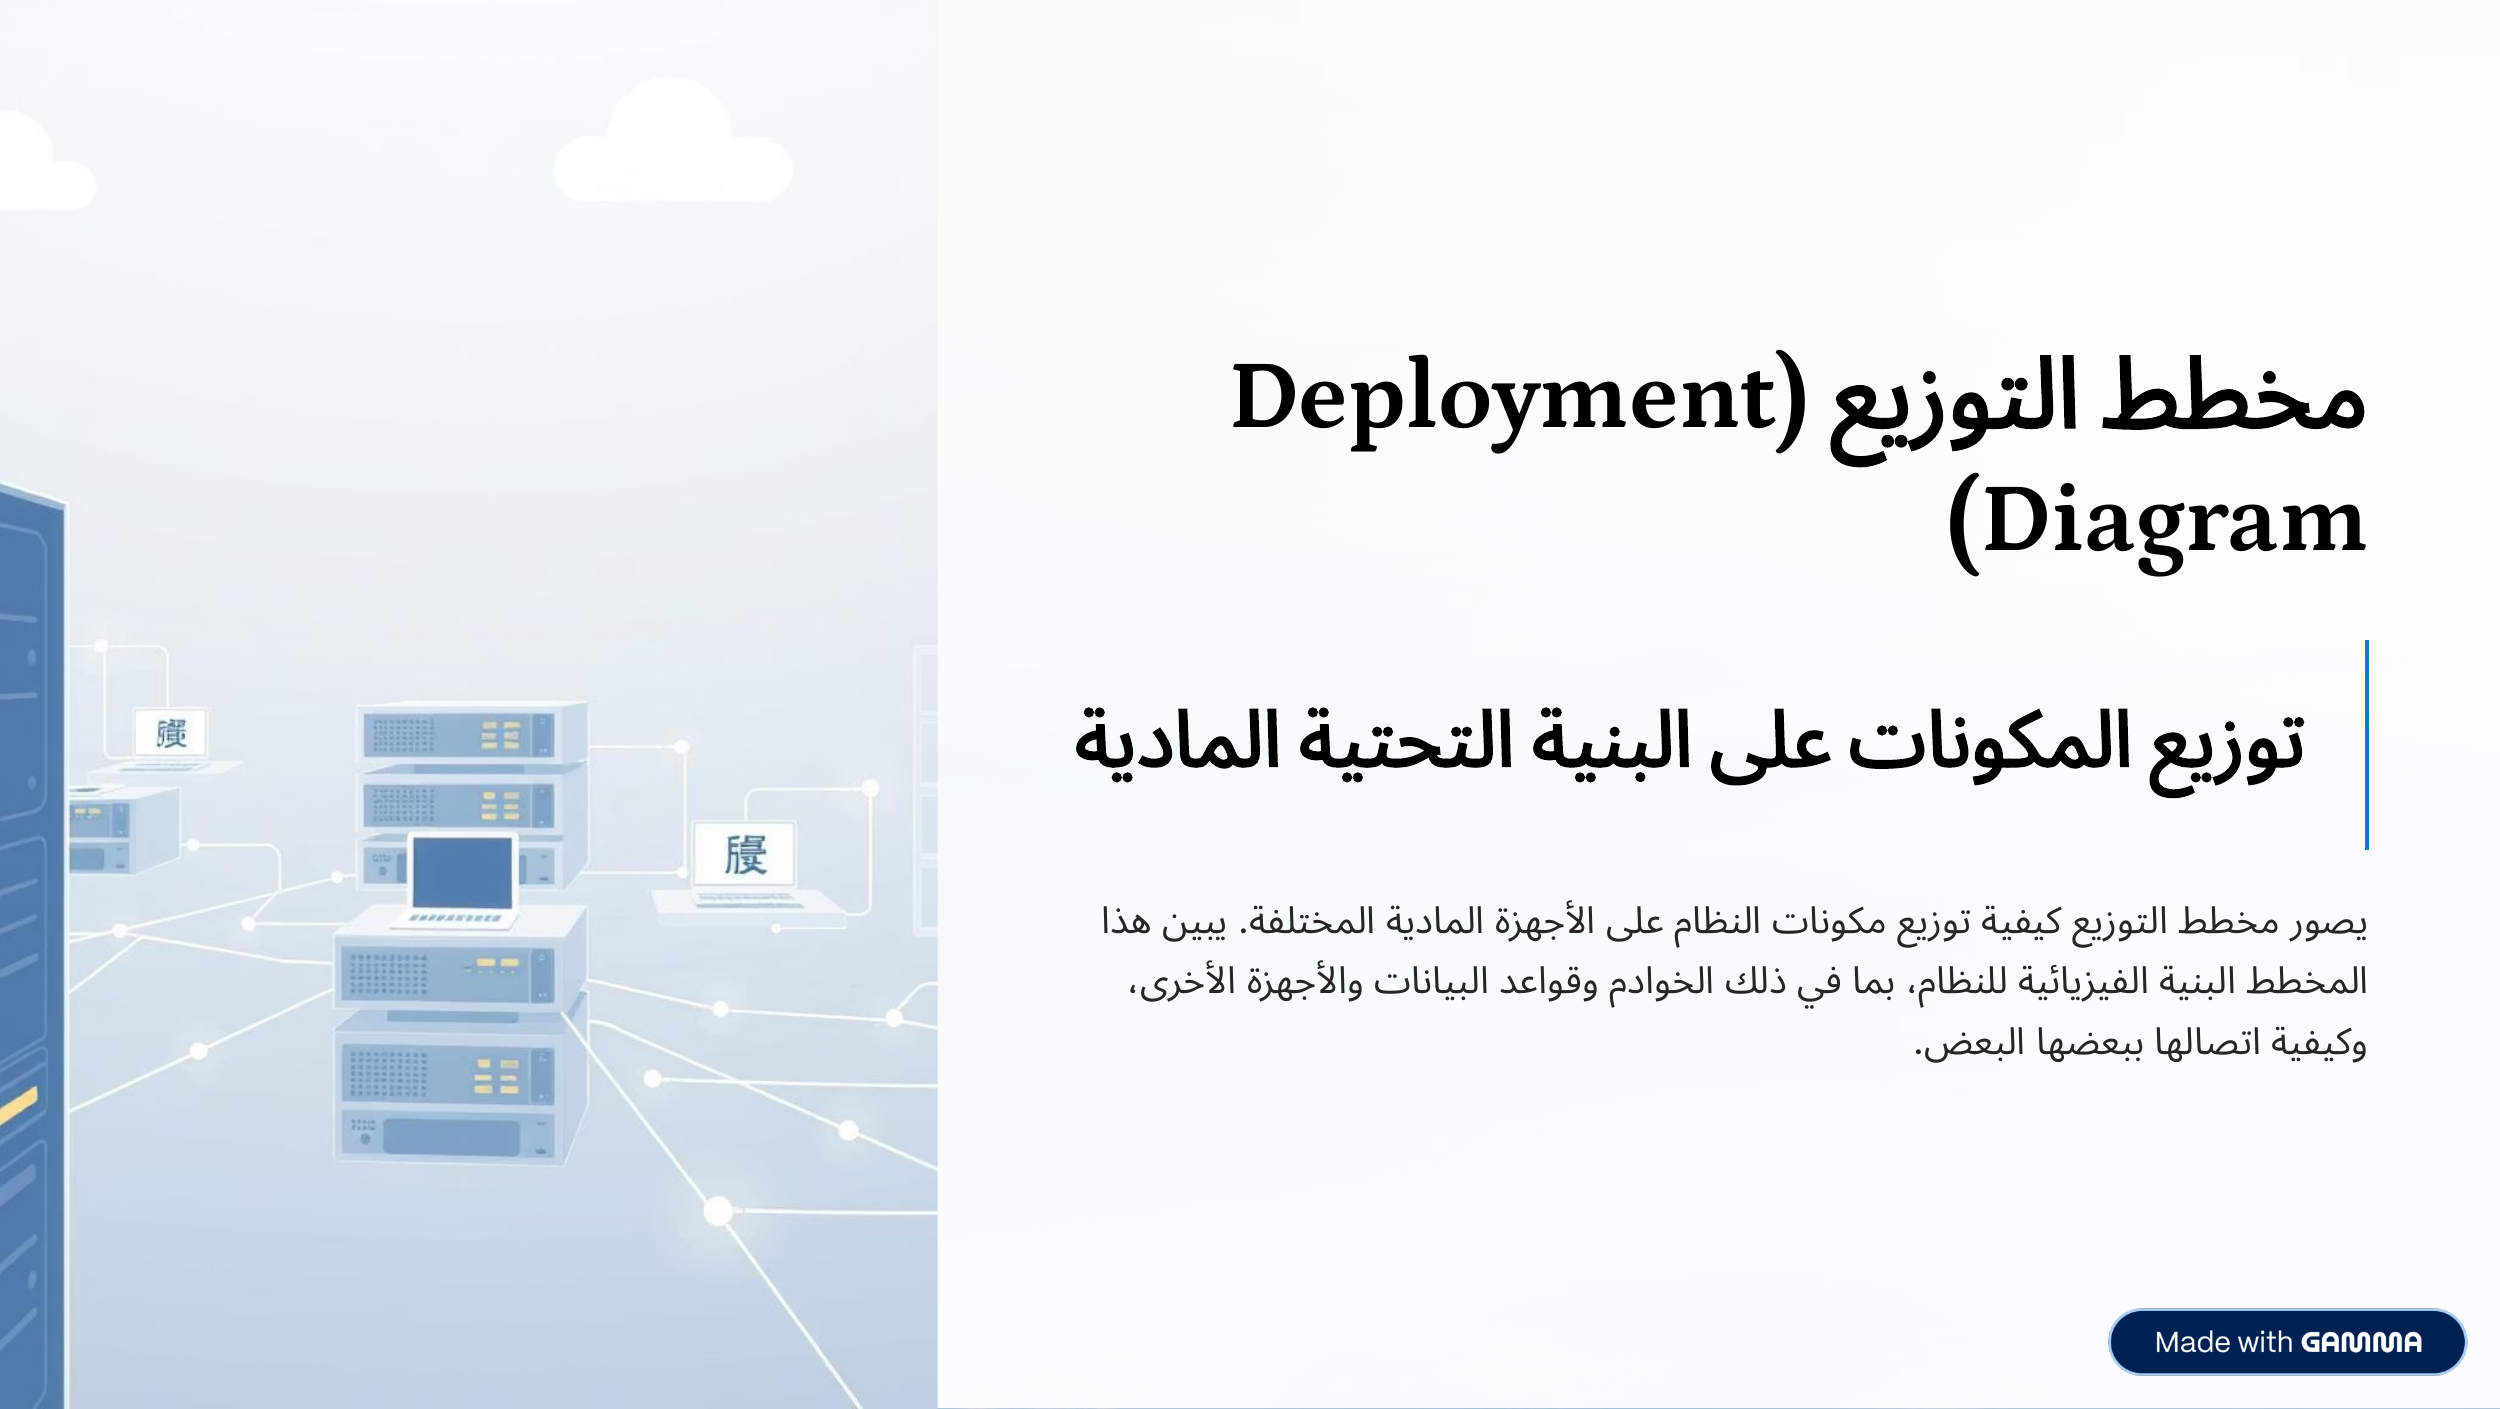 مخطط التوزيع (Deployment
Diagram)
توزيع المكونات على البنية التحتية المادية
يصور مخطط التوزيع كيفية توزيع مكونات النظام على الأجهزة المادية المختلفة. يبين هذا
المخطط البنية الفيزيائية للنظام، بما في ذلك الخوادم وقواعد البيانات والأجهزة الأخرى،
وكيفية اتصالها ببعضها البعض.
Made with GAMMA